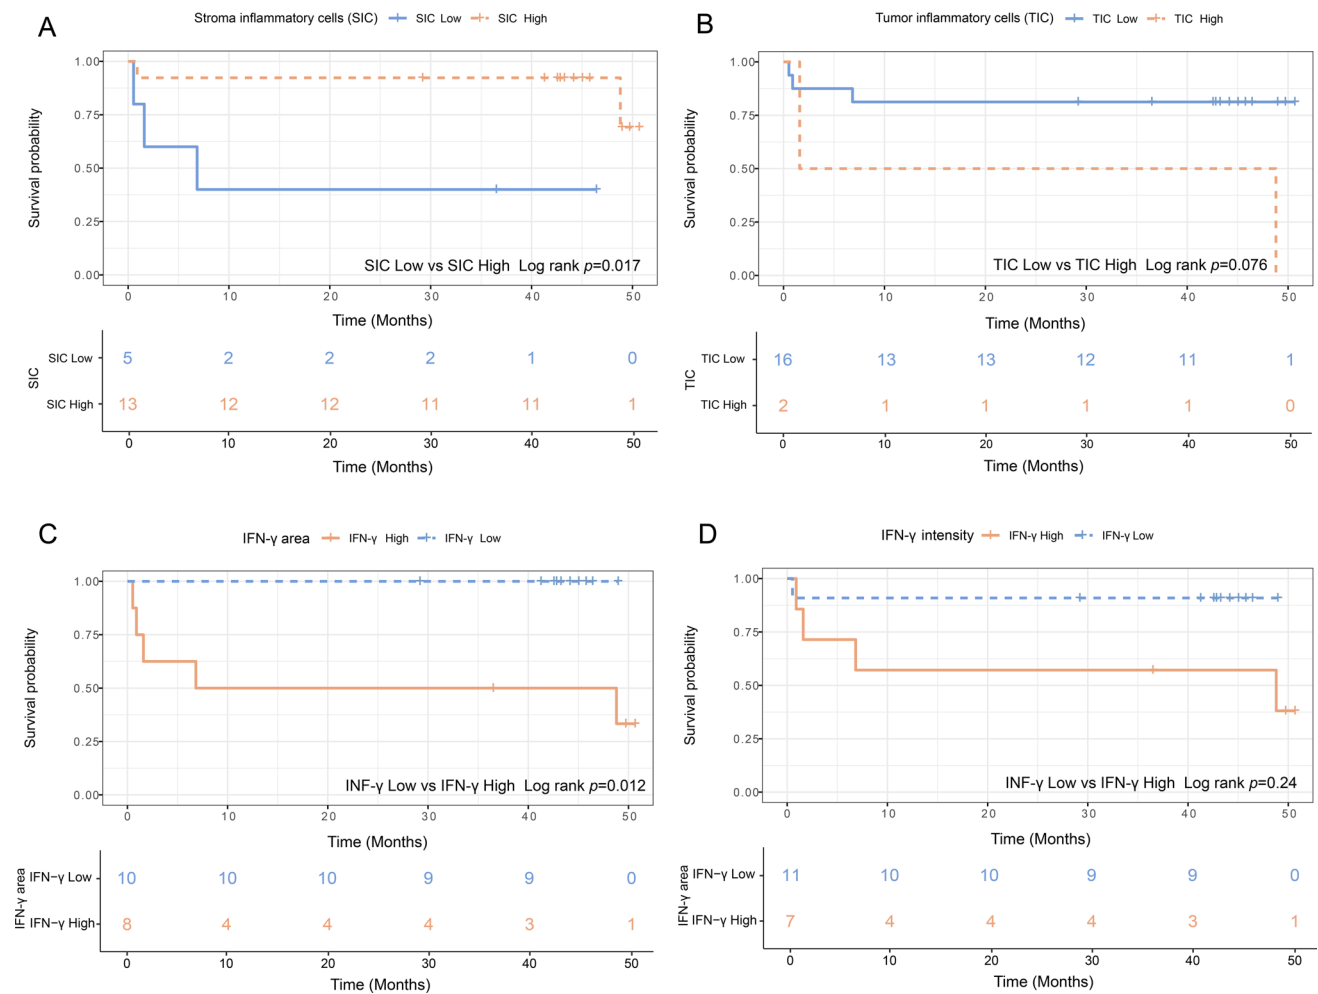 A
Stroma inflammatory cells (SIC) SIC Low SIC High
1.00
0.75
0.50
0.25
0.00
Survival probability
SIC Low vs SIC High Log rank p=0.017
0 10 20 30 40 50
Time (Months)
SIC
SIC Low 5 2 2 2 1 0
SIC High 13 12 12 11 11 1
0 10 20 30 40 50
Time (Months)
B
Tumor inflammatory cells (TIC) TIC Low TIC High
1.00
0.75
0.50
0.25
0.00
Survival probability
TIC Low vs TIC High Log rank p=0.076
0 10 20 30 40 50
Time (Months)
TIC
TIC Low 16 13 13 12 11 1
TIC High 2 1 1 1 1 0
0 10 20 30 40 50
Time (Months)
C
IFN-γ area IFN-γ High IFN-γ Low
1.00
0.75
0.50
0.25
0.00
Survival probability
INF-γ Low vs IFN-γ High Log rank p=0.012
0 10 20 30 40 50
Time (Months)
IFN-γ area
IFN−γ Low 10 10 10 9 9 0
IFN−γ High 8 4 4 4 3 1
0 10 20 30 40 50
Time (Months)
D
IFN-γ intensity IFN-γ High IFN-γ Low
1.00
0.75
0.50
0.25
0.00
Survival probability
INF-γ Low vs IFN-γ High Log rank p=0.24
0 10 20 30 40 50
Time (Months)
IFN-γ area
IFN−γ Low 11 10 10 9 9 0
IFN−γ High 7 4 4 4 3 1
0 10 20 30 40 50
Time (Months)